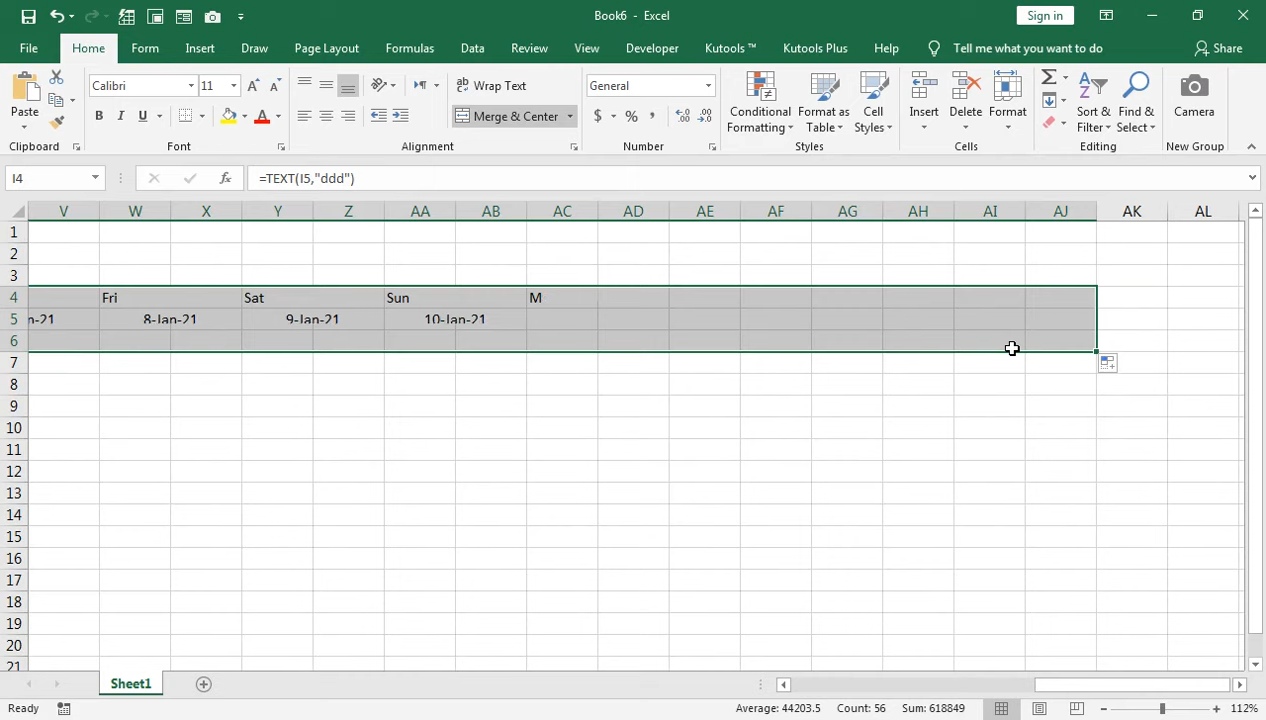 Book6 - Excel
Sign in
File Home Form Insert Draw Page Layout Formulas Data Review View Developer Kutools ™ Kutools Plus Help Tell me what you want to do Share
Paste
Clipboard
Calibri 11
B I U
Font
Wrap Text
Merge & Center
Alignment
General
$ % ,
Number
Conditional Formatting
Format as Table
Cell Styles
Styles
Insert
Delete
Format
Cells
Sort & Filter
Find & Select
Editing
Camera
New Group
I4 fx =TEXT(I5,"ddd")
V W X Y Z AA AB AC AD AE AF AG AH AI AJ AK AL
1
2
3
4 Fri Sat Sun M
5 n-21 8-Jan-21 9-Jan-21 10-Jan-21
6
7
8
9
10
11
12
13
14
15
16
17
18
19
20
21
Sheet1
Ready Average: 44203.5 Count: 56 Sum: 618849 112%